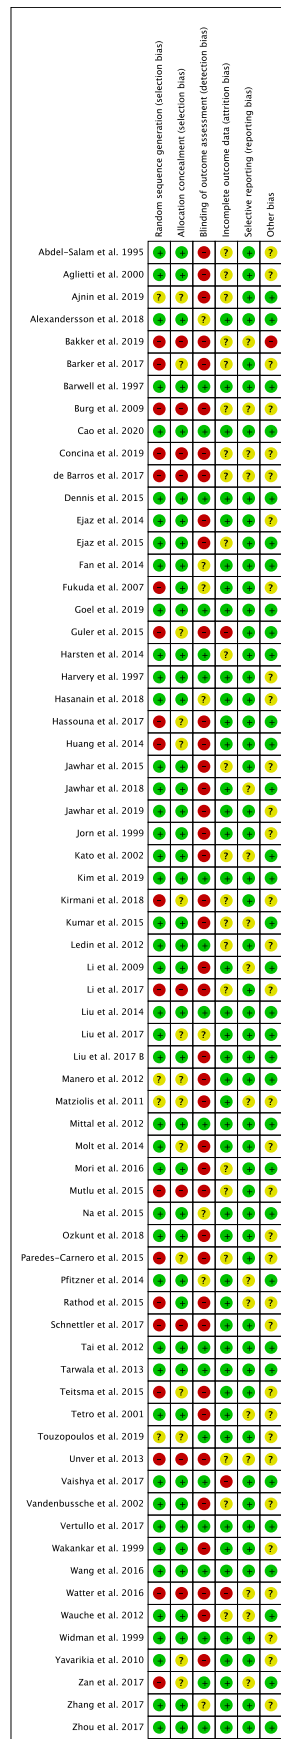 Random sequence generation (selection bias)
Allocation concealment (selection bias)
Blinding of outcome assessment (detection bias)
Incomplete outcome data (attrition bias)
Selective reporting (reporting bias)
Other bias
Abdel-Salam et al. 1995 + + - ? + ?
Aglietti et al. 2000 + + - ? + ?
Ajnin et al. 2019 ? ? - ? + +
Alexandersson et al. 2018 + + ? + + +
Bakker et al. 2019 - - - ? ? -
Barker et al. 2017 - ? - ? + ?
Barwell et al. 1997 + + + + + +
Burg et al. 2009 - - - ? ? ?
Cao et al. 2020 + + + + + +
Concina et al. 2019 - - - ? ? ?
de Barros et al. 2017 - - - ? ? ?
Dennis et al. 2015 + + + + + +
Ejaz et al. 2014 + + - + + ?
Ejaz et al. 2015 + + - ? + +
Fan et al. 2014 + + ? + + +
Fukuda et al. 2007 - + ? + + ?
Goel et al. 2019 + + + + + +
Guler et al. 2015 - ? - - + +
Harsten et al. 2014 + + + ? + +
Harvery et al. 1997 + + + + + ?
Hasanain et al. 2018 + + ? + + ?
Hassouna et al. 2017 - ? - + + +
Huang et al. 2014 - ? - + + +
Jawhar et al. 2015 + + - ? + ?
Jawhar et al. 2018 + + - + ? +
Jawhar et al. 2019 + + - + + ?
Jorn et al. 1999 + + - + + ?
Kato et al. 2002 + + - ? ? +
Kim et al. 2019 + + + + + +
Kirmani et al. 2018 - ? - ? + ?
Kumar et al. 2015 + + - ? ? +
Ledin et al. 2012 + + + ? + ?
Li et al. 2009 + + - + ? +
Li et al. 2017 - - - ? + ?
Liu et al. 2014 + + + + + +
Liu et al. 2017 + ? ? + + +
Liu et al. 2017 B + + - + + +
Manero et al. 2012 ? ? - + + +
Matziolis et al. 2011 ? ? - + ? ?
Mittal et al. 2012 + + + + + +
Molt et al. 2014 + ? - + + ?
Mori et al. 2016 + + - ? + +
Mutlu et al. 2015 - - - ? + ?
Na et al. 2015 + + ? + + +
Ozkunt et al. 2018 + + - + + ?
Paredes-Carnero et al. 2015 - ? - ? + ?
Pfitzner et al. 2014 + + ? + ? +
Rathod et al. 2015 - + - + ? ?
Schnettler et al. 2017 - - - + + ?
Tai et al. 2012 + + + + + +
Tarwala et al. 2013 + + + + + +
Teitsma et al. 2015 - ? - + + ?
Tetro et al. 2001 + + - + ? ?
Touzopoulos et al. 2019 ? ? + + + ?
Unver et al. 2013 - - - ? ? ?
Vaishya et al. 2017 + + + - + +
Vandenbussche et al. 2002 + + - ? + ?
Vertullo et al. 2017 + + + + + +
Wakankar et al. 1999 + + - + + ?
Wang et al. 2016 + + + + + +
Watter et al. 2016 - - - - ? ?
Wauche et al. 2012 + + - ? ? +
Widman et al. 1999 + + + + + ?
Yavarikia et al. 2010 + ? - + + ?
Zan et al. 2017 - ? + + ? +
Zhang et al. 2017 + + ? + + ?
Zhou et al. 2017 + + + + + +